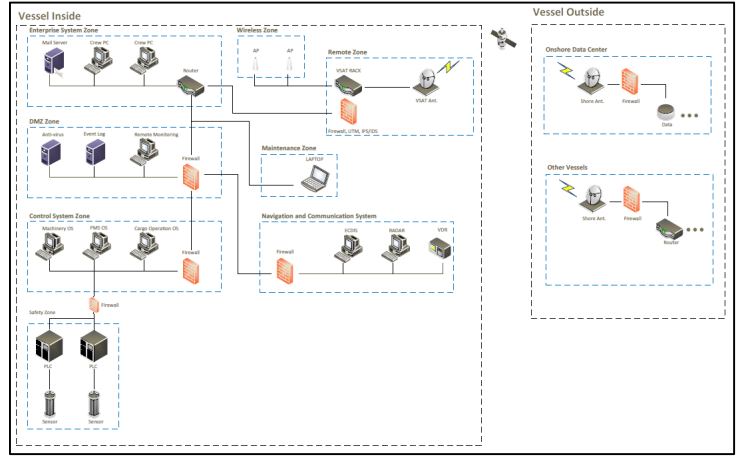 Vessel Inside
Enterprise System Zone
Mail Server
Crew PC
Crew PC
Router
Wireless Zone
AP
AP
Remote Zone
VSAT RACK
VSAT Ant.
Firewall, UTM, IPS/IDS
DMZ Zone
Anti-virus
Event Log
Remote Monitoring
Firewall
Maintenance Zone
LAPTOP
Control System Zone
Machinery OS
PMS OS
Cargo Operation OS
Firewall
Navigation and Communication System
Firewall
ECDIS
RADAR
VDR
Firewall
Safety Zone
PLC
PLC
Sensor
Sensor
Vessel Outside
Onshore Data Center
Shore Ant.
Firewall
Data
Other Vessels
Shore Ant.
Firewall
Router